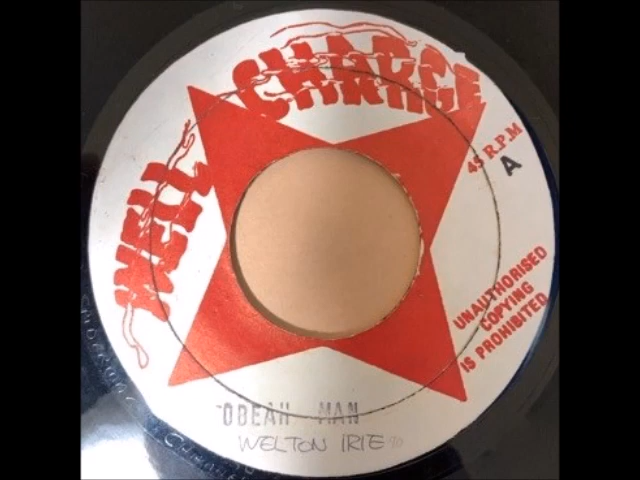 WELL CHARGE
45 R.P.M
A
UNAUTHORISED
COPYING
IS PROHIBITED
OBEAH MAN
WELTON IRIE